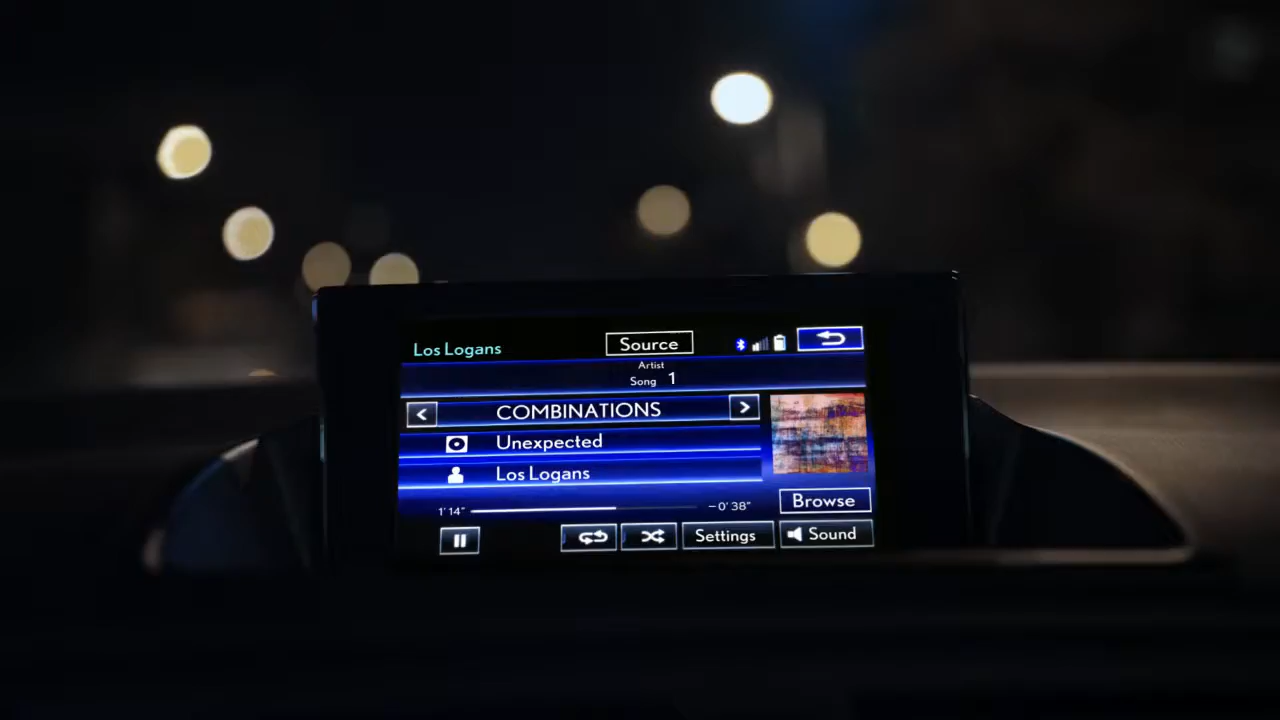 Los Logans
Source
Artist
Song 1
COMBINATIONS
Unexpected
Los Logans
1'14"
-0'38"
Browse
Settings
Sound